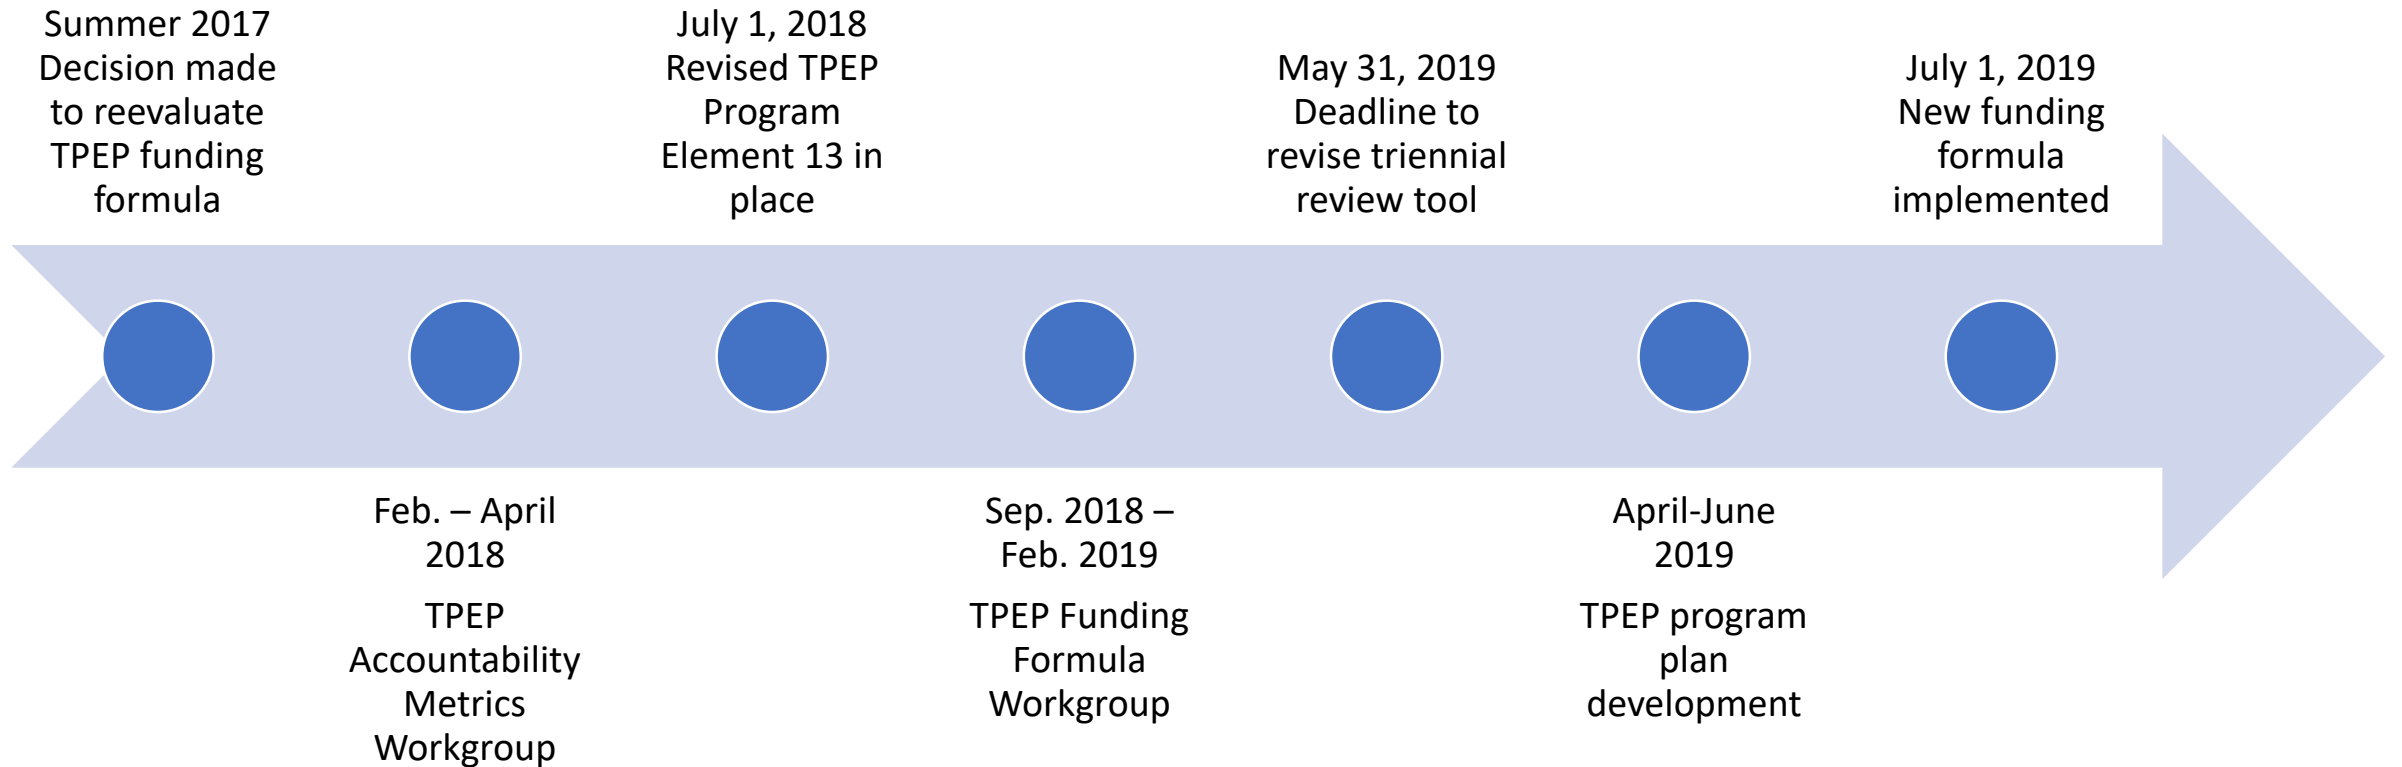 Summer 2017
Decision made
to reevaluate
TPEP funding
formula
Feb. – April
2018
TPEP
Accountability
Metrics
Workgroup
July 1, 2018
Revised TPEP
Program
Element 13 in
place
Sep. 2018 –
Feb. 2019
TPEP Funding
Formula
Workgroup
May 31, 2019
Deadline to
revise triennial
review tool
April-June
2019
TPEP program
plan
development
July 1, 2019
New funding
formula
implemented